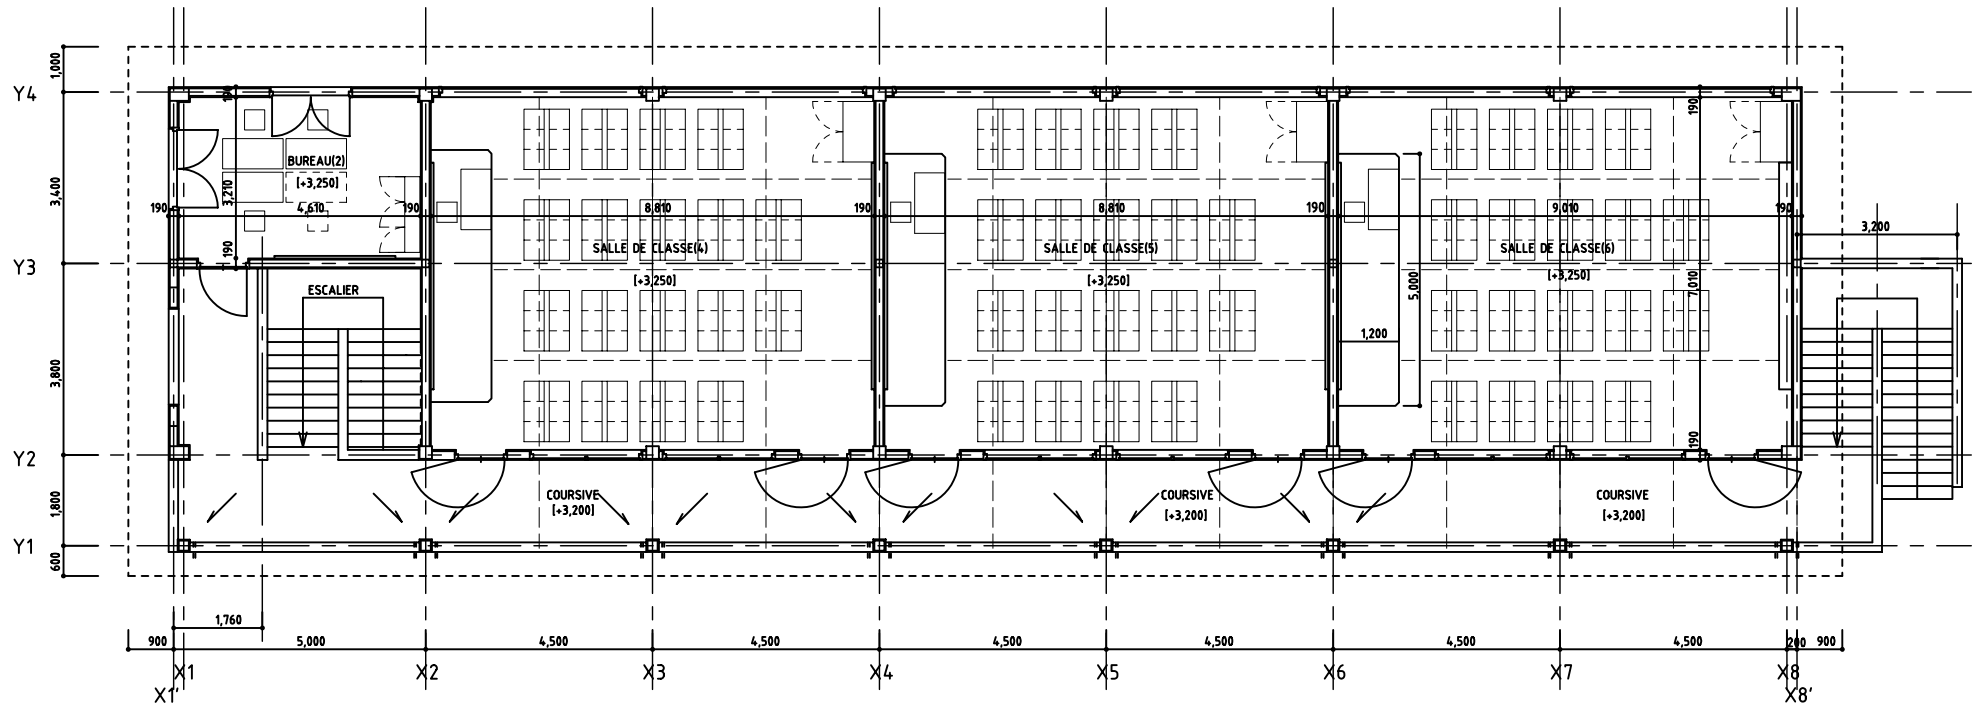 1,000
Y4
190
190
BUREAU(2)
[+3,250]
3,400
3,210
190
4,610
190
8,810
190
8,810
190
9,010
190
3,200
SALLE DE CLASSE(4)
[+3,250]
SALLE DE CLASSE(5)
[+3,250]
SALLE DE CLASSE(6)
[+3,250]
190
Y3
ESCALIER
5,000
7,010
1,200
3,800
190
Y2
COURSIVE
[+3,200]
COURSIVE
[+3,200]
COURSIVE
[+3,200]
1,800
Y1
600
1,760
900
5,000
4,500
4,500
4,500
4,500
4,500
4,500
200
900
X1
X2
X3
X4
X5
X6
X7
X8
X1'
X8'